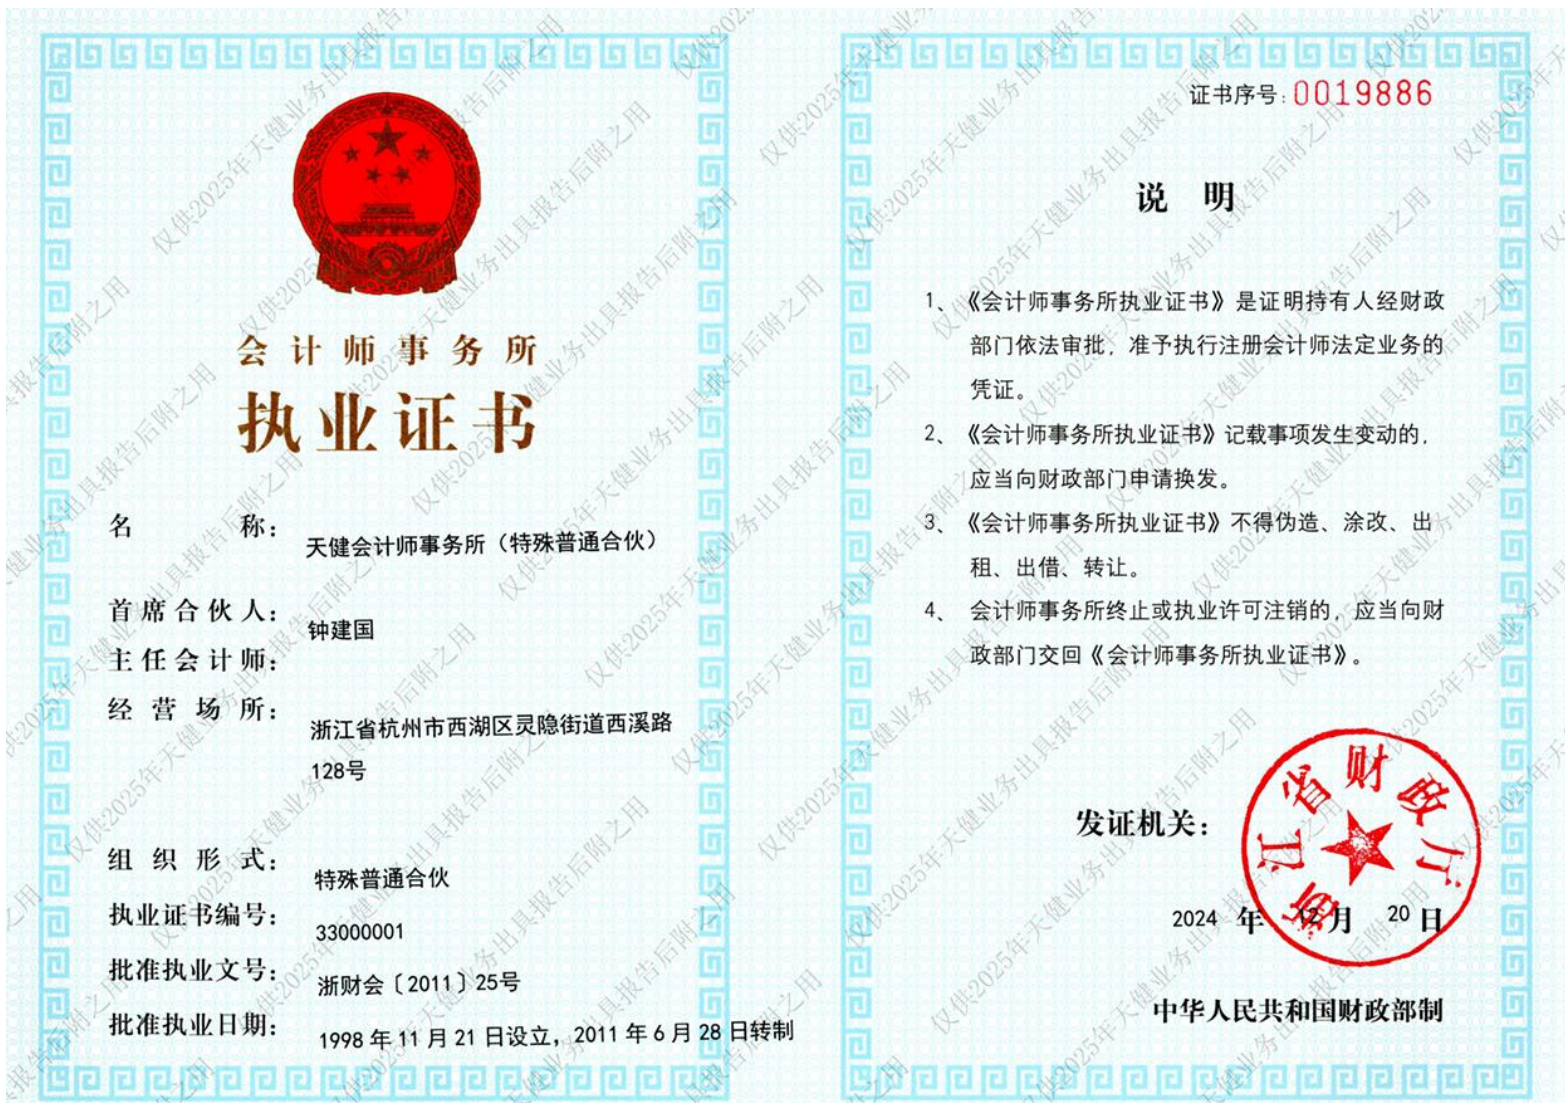 会计师事务所
执业证书
名称：
天健会计师事务所（特殊普通合伙）
首席合伙人：
钟建国
主任会计师：
经营场所：
浙江省杭州市西湖区灵隐街道西溪路
128号
组织形式：
特殊普通合伙
执业证书编号：
33000001
批准执业文号：
浙财会〔2011〕25号
批准执业日期：
1998年11月21日设立，2011年6月28日转制
证书序号：0019886
说明
1、《会计师事务所执业证书》是证明持有人经财政
部门依法审批，准予执行注册会计师法定业务的
凭证。
2、《会计师事务所执业证书》记载事项发生变动的，
应当向财政部门申请换发。
3、《会计师事务所执业证书》不得伪造、涂改、出
租、出借、转让。
4、会计师事务所终止或执业许可注销的，应当向财
政部门交回《会计师事务所执业证书》。
发证机关：
浙江省财政厅
2024年12月20日
中华人民共和国财政部制
仅供2025年天健业务出具报告后附之用